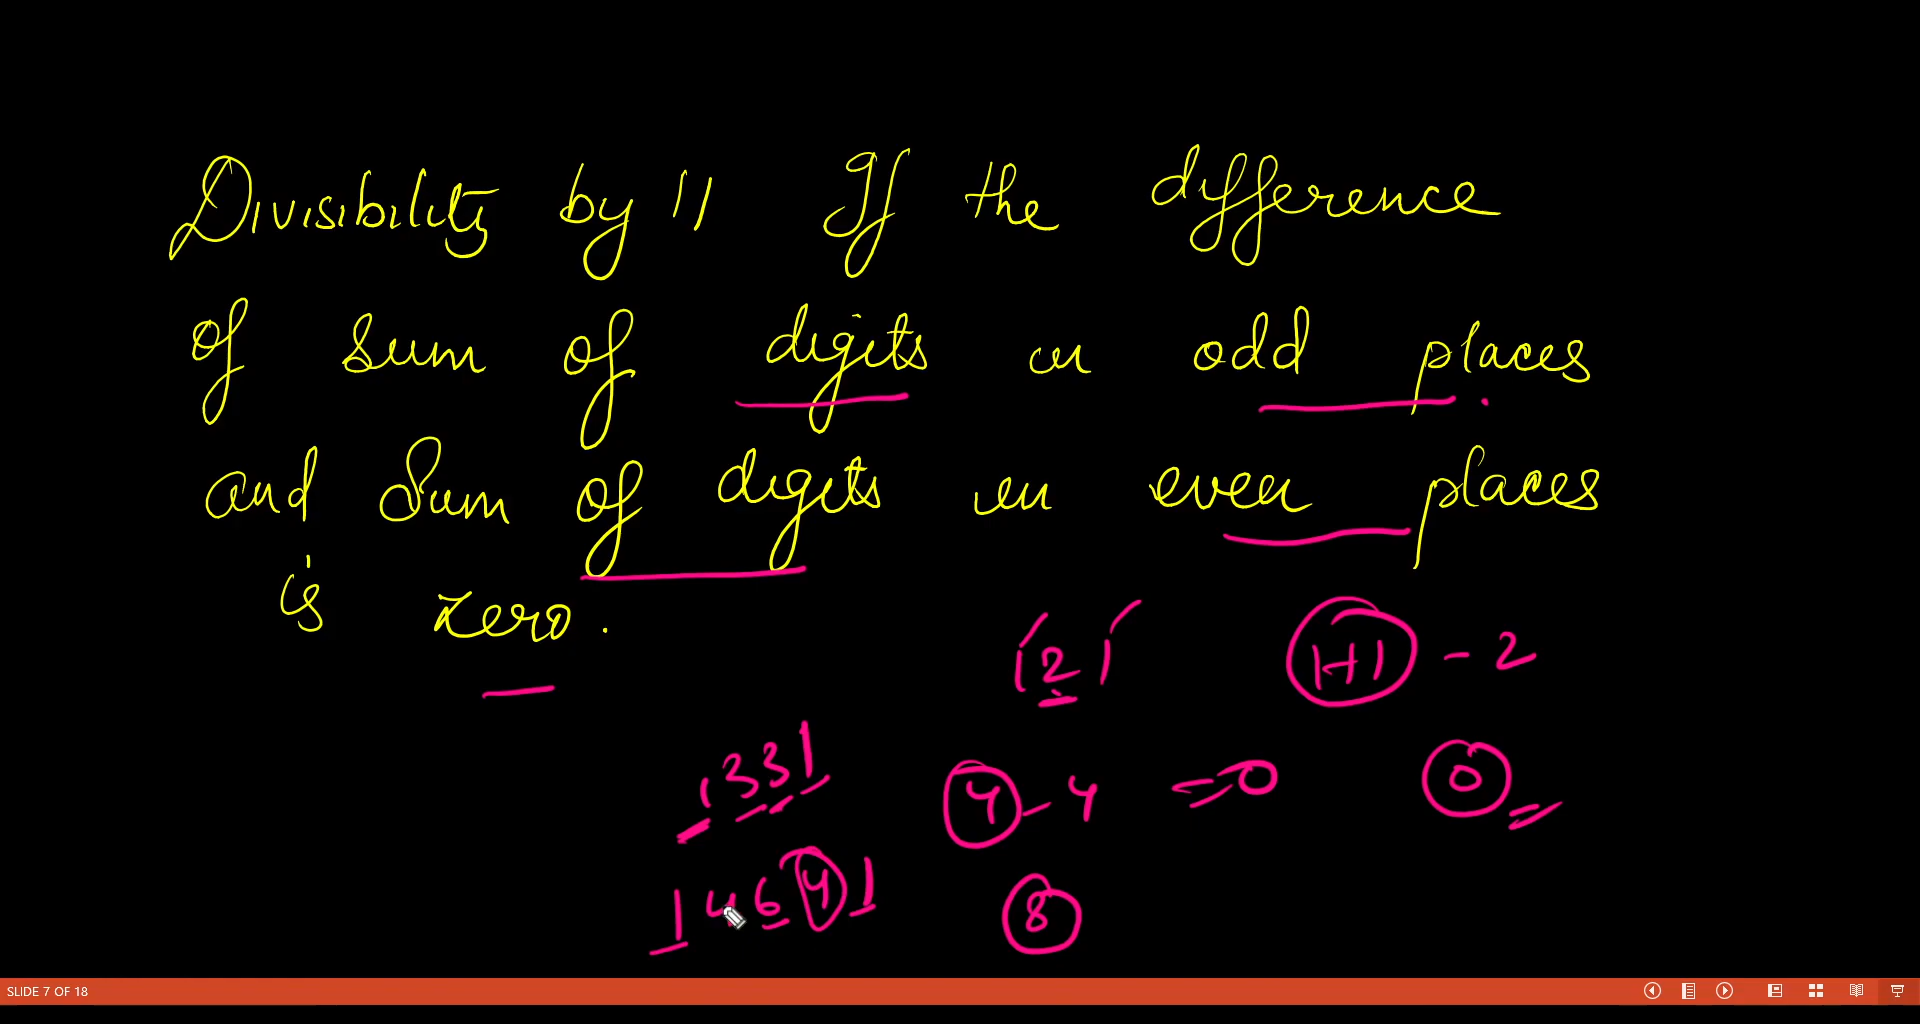 Divisibility by 11 If the difference
of sum of digits in odd places
and Sum of digits in even places
is zero.
121 1+1 - 2
1331 4 - 4 = 0 0
14641 8
SLIDE 7 OF 18